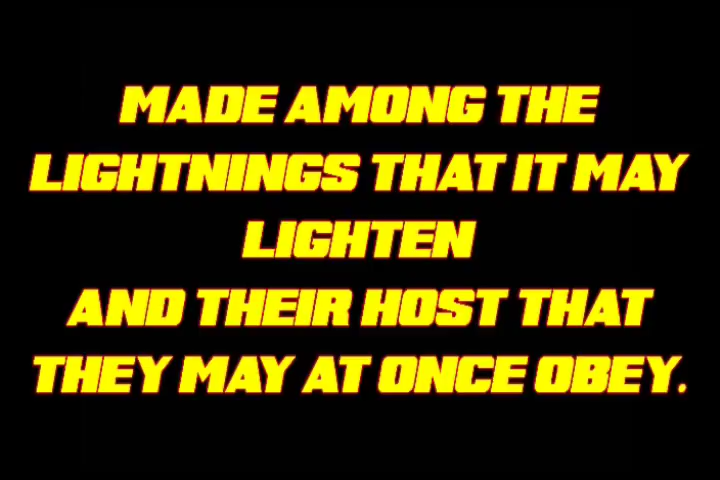 MADE AMONG THE
LIGHTNINGS THAT IT MAY
LIGHTEN
AND THEIR HOST THAT
THEY MAY AT ONCE OBEY.